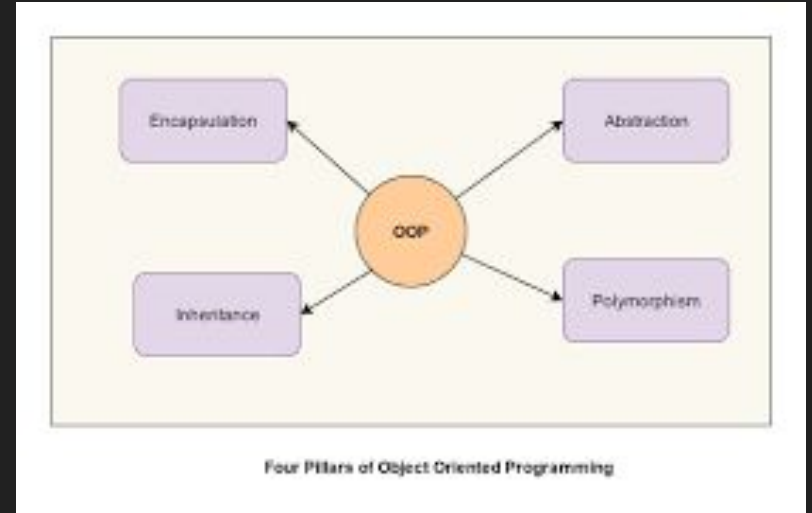 Encapsulation
Abstraction
OOP
Inheritance
Polymorphism
Four Pillars of Object Oriented Programming